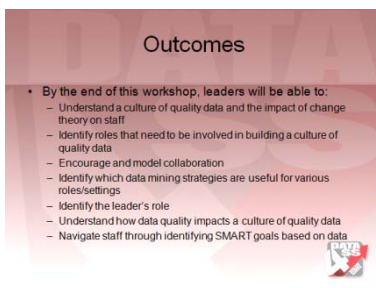 Outcomes
• By the end of this workshop, leaders will be able to:
– Understand a culture of quality data and the impact of change
theory on staff
– Identify roles that need to be involved in building a culture of
quality data
– Encourage and model collaboration
– Identify which data mining strategies are useful for various
roles/settings
– Identify the leader's role
– Understand how data quality impacts a culture of quality data
– Navigate staff through identifying SMART goals based on data
DATA
4SS